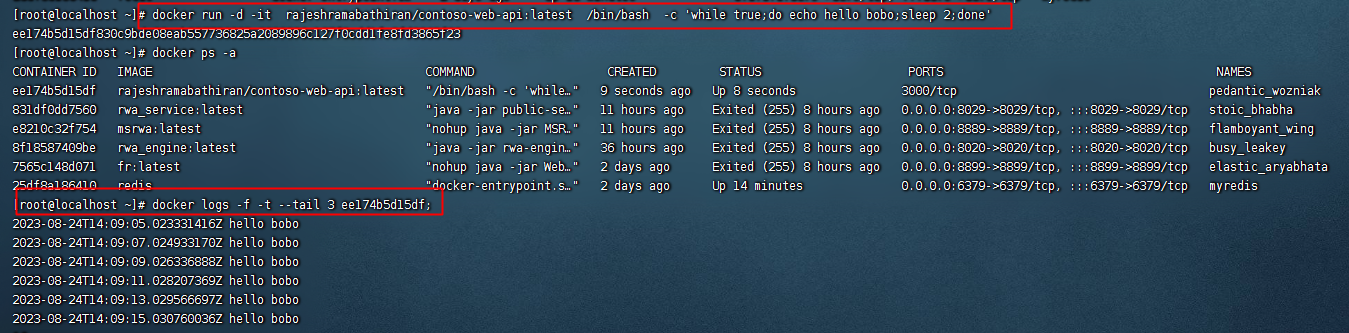 [root@localhost ~]# docker run -d -it  rajeshramabathiran/contoso-web-api:latest  /bin/bash  -c 'while true;do echo hello bobo;sleep 2;done'
ee174b5d15df830c9bde08eab557736825a2089896c127f0cdd1fe8fd3865f23
[root@localhost ~]# docker ps -a
CONTAINER ID   IMAGE                                       COMMAND                  CREATED          STATUS                     PORTS                                       NAMES
ee174b5d15df   rajeshramabathiran/contoso-web-api:latest   "/bin/bash -c 'while…"   9 seconds ago   Up 8 seconds               3000/tcp                                    pedantic_wozniak
831df0dd7560   rwa_service:latest                          "java -jar public-se…"   11 hours ago    Exited (255) 8 hours ago   0.0.0.0:8029->8029/tcp, :::8029->8029/tcp   stoic_bhabha
e8210c32f754   msrwa:latest                                "nohup java -jar MSR…"   11 hours ago    Exited (255) 8 hours ago   0.0.0.0:8889->8889/tcp, :::8889->8889/tcp   flamboyant_wing
8f18587409be   rwa_engine:latest                           "java -jar rwa-engin…"   36 hours ago    Exited (255) 8 hours ago   0.0.0.0:8020->8020/tcp, :::8020->8020/tcp   busy_leakey
7565c148d071   fr:latest                                   "nohup java -jar Web…"   2 days ago      Exited (255) 8 hours ago   0.0.0.0:8899->8899/tcp, :::8899->8899/tcp   elastic_aryabhata
25df8a186410   redis                                       "docker-entrypoint.s…"   2 days ago      Up 14 minutes              0.0.0.0:6379->6379/tcp, :::6379->6379/tcp   myredis
[root@localhost ~]# docker logs -f -t --tail 3 ee174b5d15df;
2023-08-24T14:09:05.023331416Z hello bobo
2023-08-24T14:09:07.024933170Z hello bobo
2023-08-24T14:09:09.026336888Z hello bobo
2023-08-24T14:09:11.028207369Z hello bobo
2023-08-24T14:09:13.029566697Z hello bobo
2023-08-24T14:09:15.030760036Z hello bobo